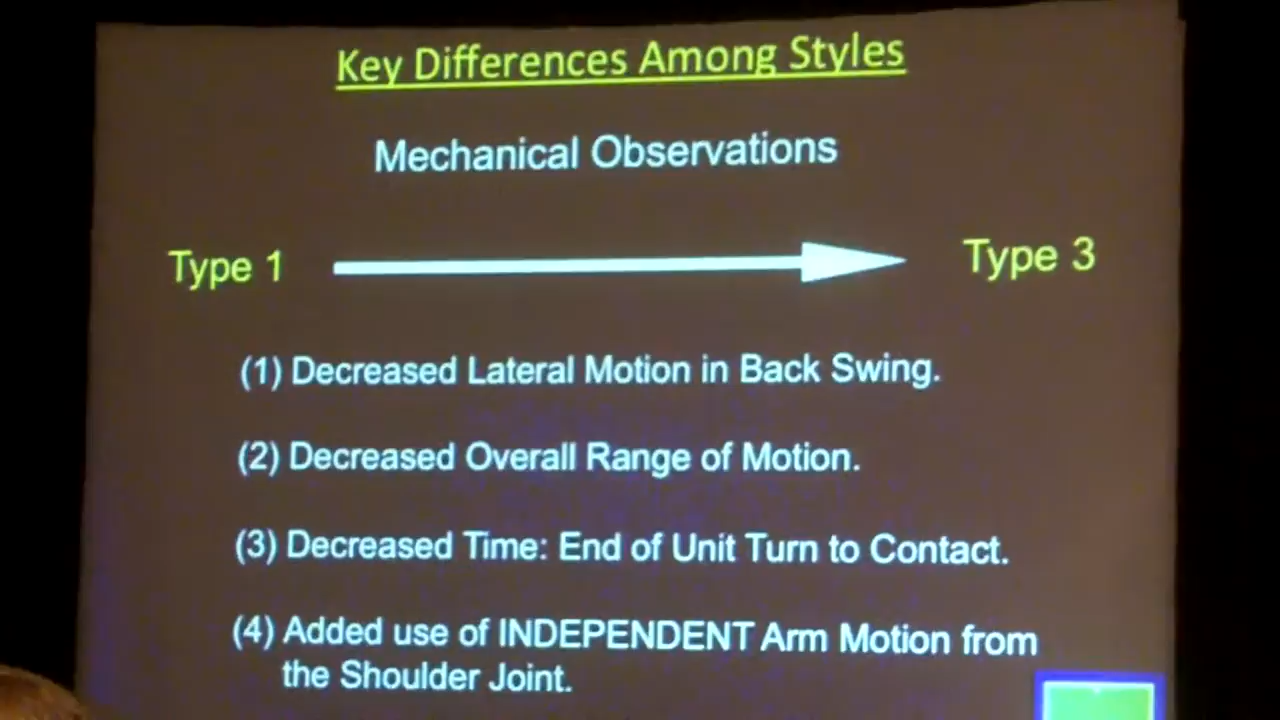 Key Differences Among Styles
Mechanical Observations
Type 1
Type 3
(1) Decreased Lateral Motion in Back Swing.
(2) Decreased Overall Range of Motion.
(3) Decreased Time: End of Unit Turn to Contact.
(4) Added use of INDEPENDENT Arm Motion from
the Shoulder Joint.